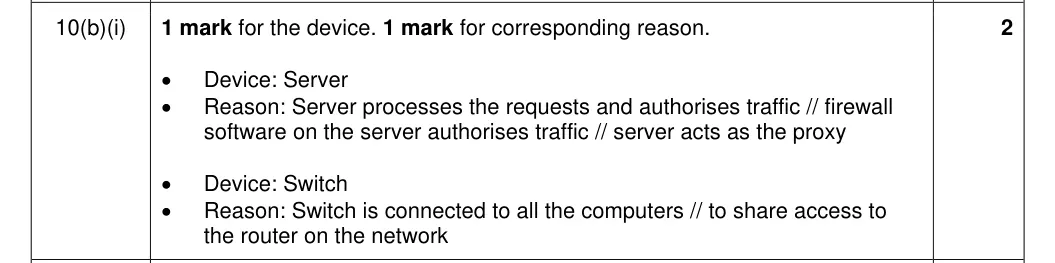 10(b)(i) 1 mark for the device. 1 mark for corresponding reason. 2
• Device: Server
• Reason: Server processes the requests and authorises traffic // firewall
software on the server authorises traffic // server acts as the proxy
• Device: Switch
• Reason: Switch is connected to all the computers // to share access to
the router on the network